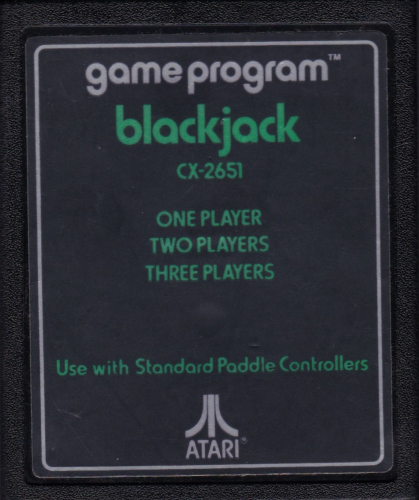 game program™
blackjack
CX-2651
ONE PLAYER
TWO PLAYERS
THREE PLAYERS
Use with Standard Paddle Controllers
ATARI®